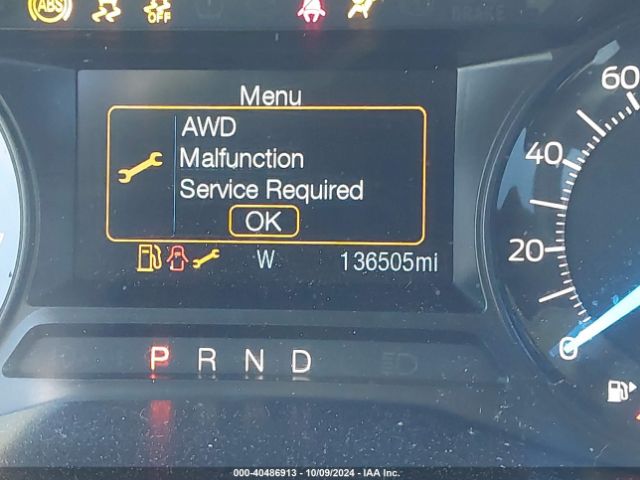 ABS
OFF
BRAKE
Menu
AWD
Malfunction
Service Required
OK
W
136505mi
60
40
20
0
P R N D
000-40486913 - 10/09/2024 - IAA Inc.